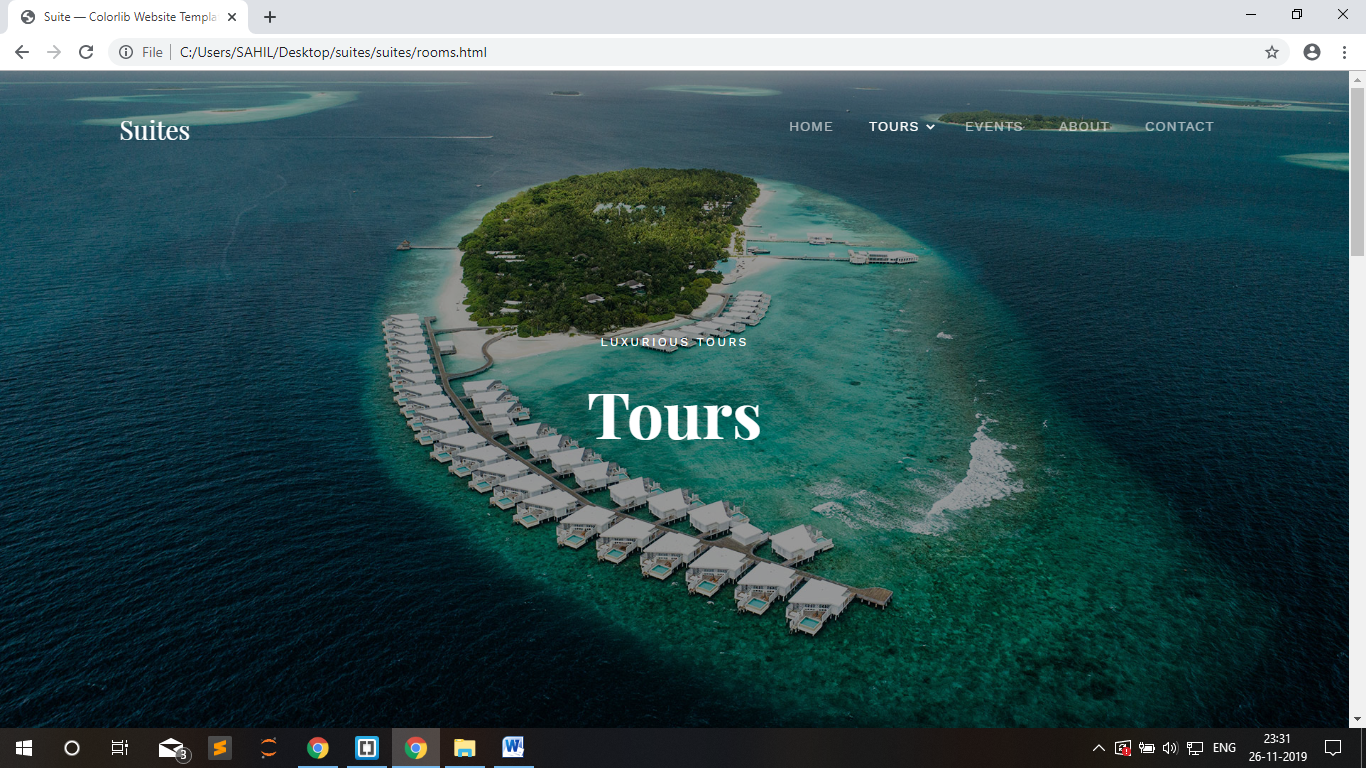 Suite — Colorlib Website Templa
File
C:/Users/SAHIL/Desktop/suites/suites/rooms.html
Suites
HOME TOURS EVENTS ABOUT CONTACT
LUXURIOUS TOURS
Tours
3
ENG
23:31
26-11-2019